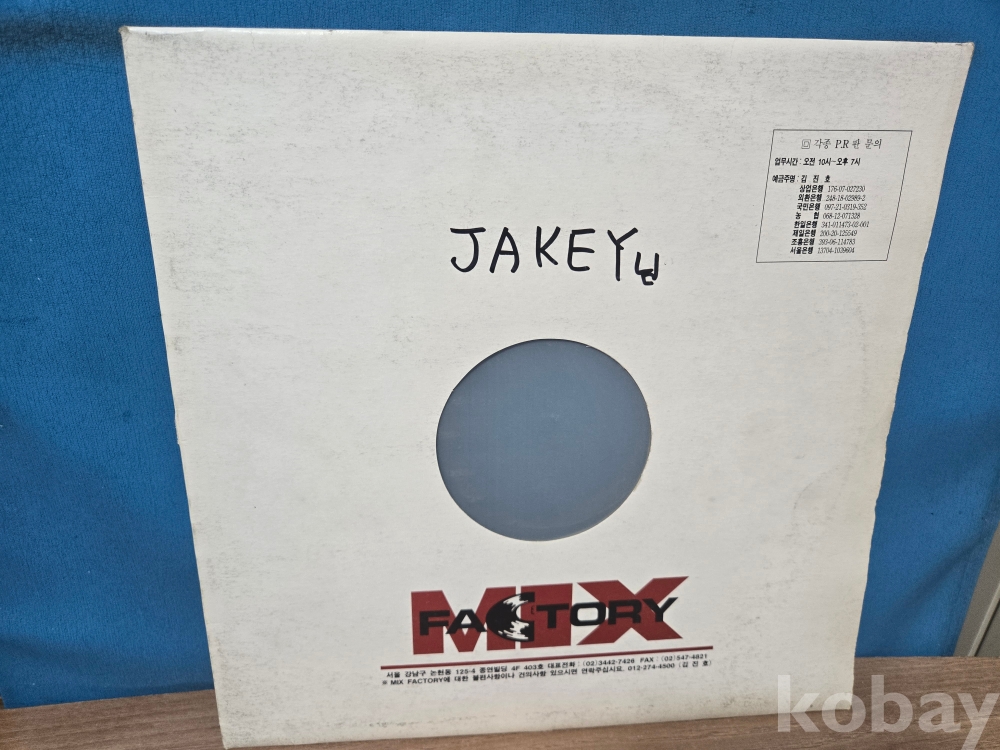 回 각종 P.R 판 문의
업무시간 : 오전 10시~오후 7시
예금주명 : 김 진 호
상업은행 176-07-027230
외환은행 248-18-02989-2
국민은행 097-21-0319-352
농 협 068-12-071328
한일은행 341-011473-02-001
제일은행 200-20-125549
조흥은행 393-06-114783
서울은행 13704-1039604
JAKEY님
MIX
FACTORY
서울 강남구 논현동 125-4 동연빌딩 4F 403호 대표전화 : (02)3442-7426 FAX : (02)547-4821
※ MIX FACTORY에 대한 불편사항이나 건의사항 있으시면 연락주십시요. 012-274-4500 (김 진 호)
kobay